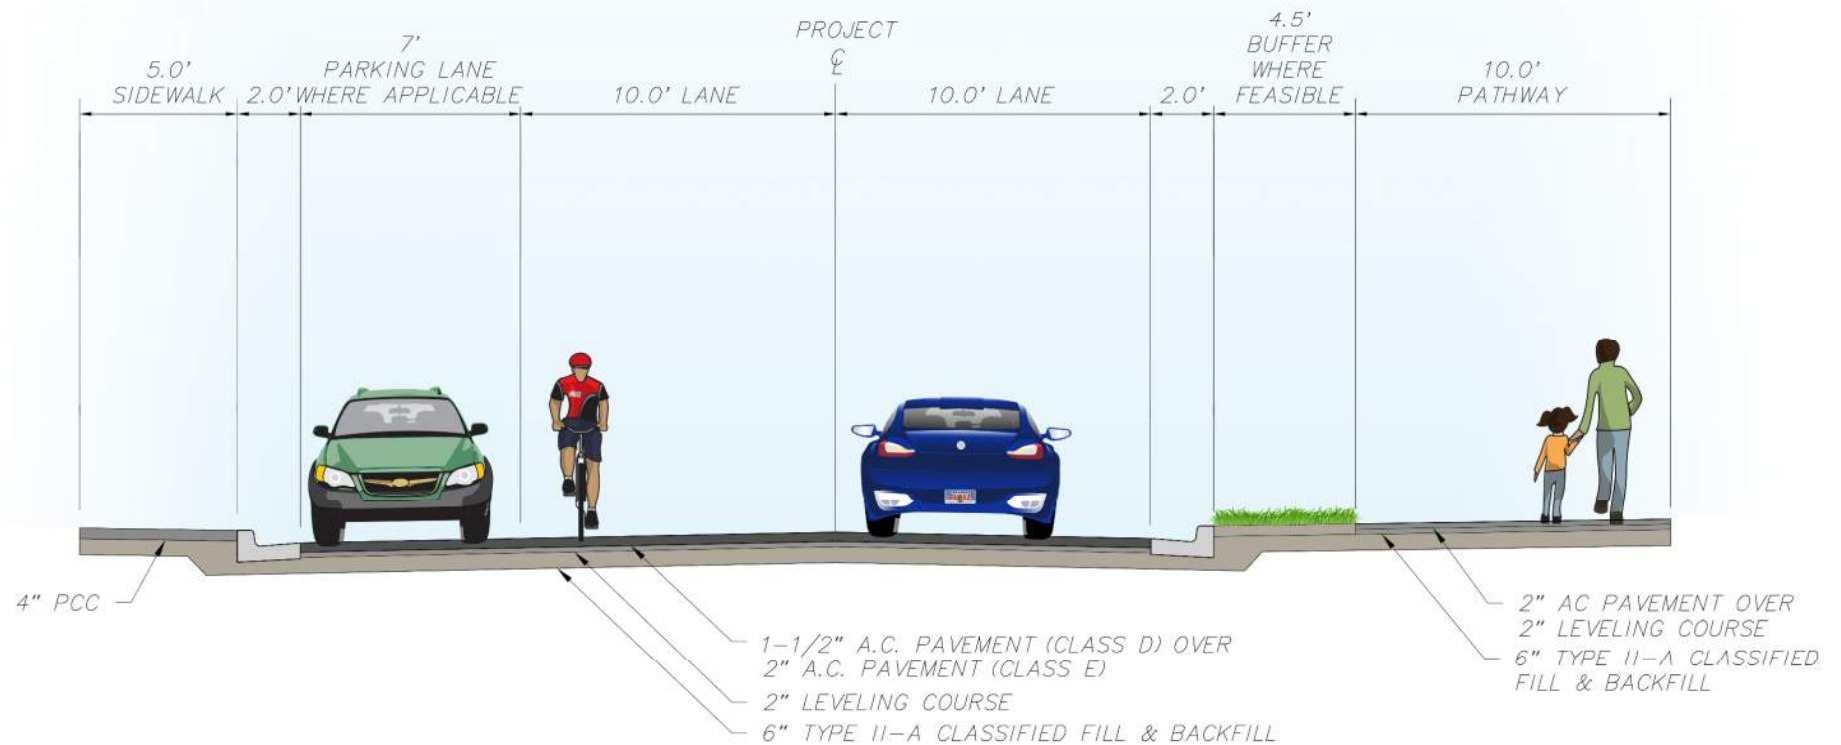 5.0'
SIDEWALK
2.0'
7'
PARKING LANE
WHERE APPLICABLE
10.0' LANE
PROJECT
℄
10.0' LANE
2.0'
4.5'
BUFFER
WHERE
FEASIBLE
10.0'
PATHWAY
4" PCC
1-1/2" A.C. PAVEMENT (CLASS D) OVER
2" A.C. PAVEMENT (CLASS E)
2" LEVELING COURSE
6" TYPE II-A CLASSIFIED FILL & BACKFILL
2" AC PAVEMENT OVER
2" LEVELING COURSE
6" TYPE II-A CLASSIFIED
FILL & BACKFILL